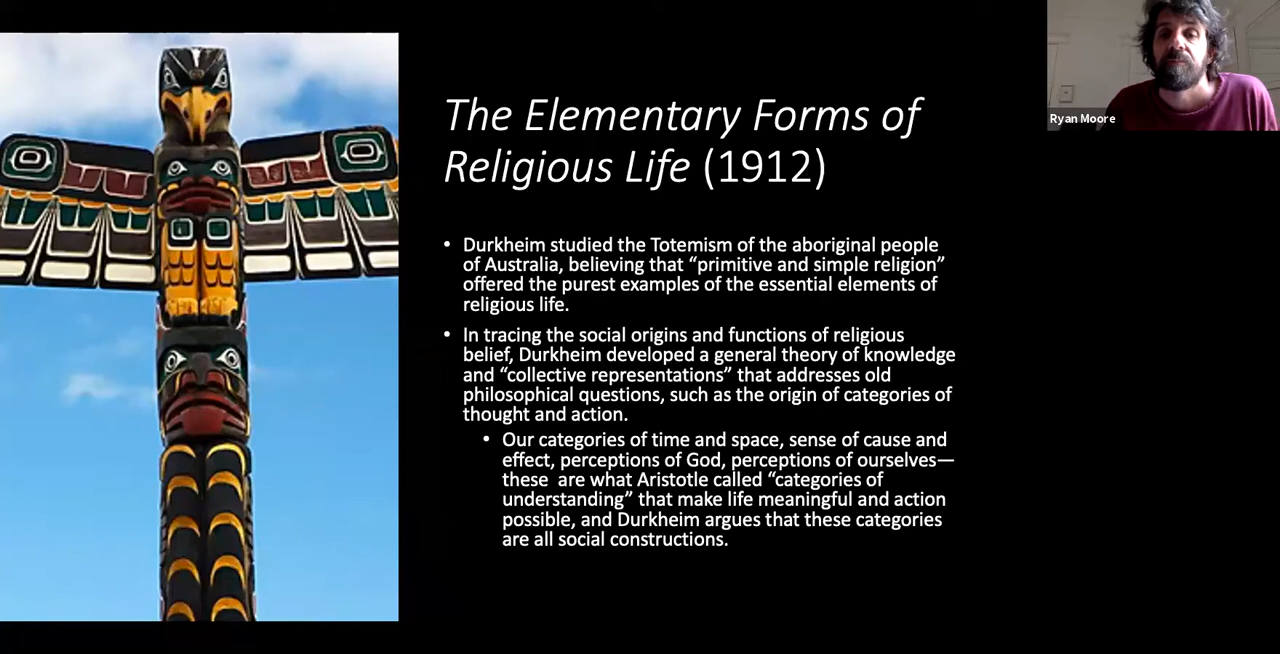 The Elementary Forms of
Religious Life (1912)
• Durkheim studied the Totemism of the aboriginal people
of Australia, believing that “primitive and simple religion”
offered the purest examples of the essential elements of
religious life.
• In tracing the social origins and functions of religious
belief, Durkheim developed a general theory of knowledge
and “collective representations” that addresses old
philosophical questions, such as the origin of categories of
thought and action.
• Our categories of time and space, sense of cause and
effect, perceptions of God, perceptions of ourselves—
these are what Aristotle called “categories of
understanding” that make life meaningful and action
possible, and Durkheim argues that these categories
are all social constructions.
Ryan Moore